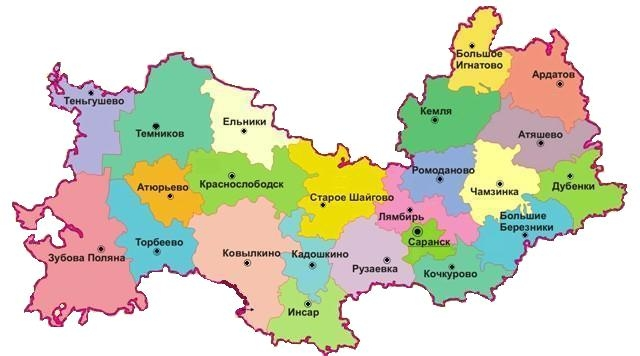 Большое
Игнатово
Ардатов
Теньгушево
Кемля
Темников
Ельники
Атяшево
Атюрьево
Краснослободск
Старое Шайгово
Ромоданово
Чамзинка
Дубенки
Лямбирь
Большие
Березники
Торбеево
Саранск
Зубова Поляна
Ковылкино
Кадошкино
Рузаевка
Кочкурово
Инсар